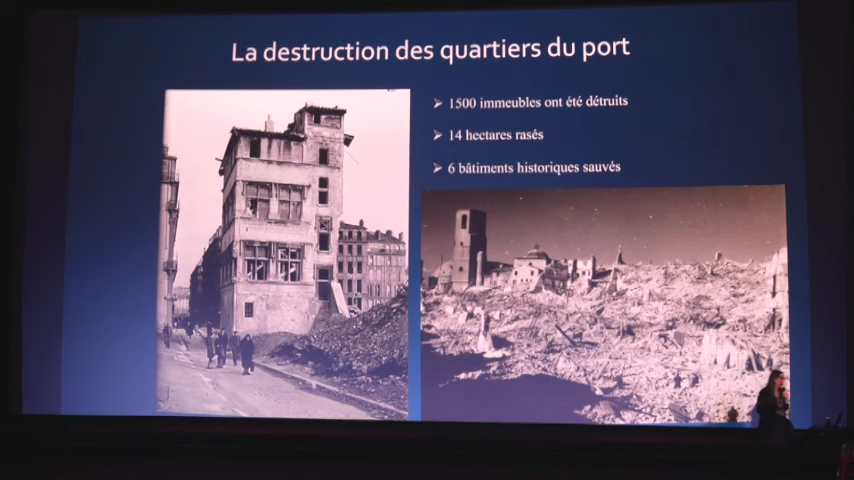 La destruction des quartiers du port
➢ 1500 immeubles ont été détruits
➢ 14 hectares rasés
➢ 6 bâtiments historiques sauvés